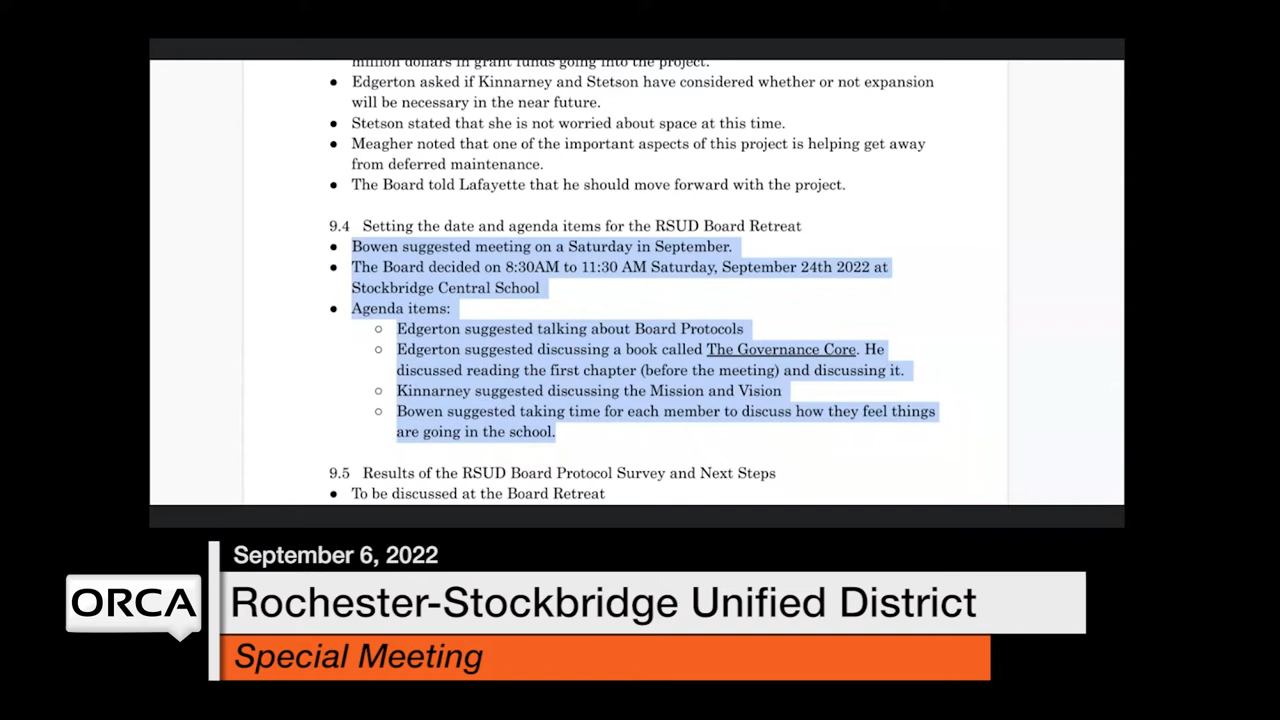 million dollars in grant funds going into the project.
● Edgerton asked if Kinnarney and Stetson have considered whether or not expansion
will be necessary in the near future.
● Stetson stated that she is not worried about space at this time.
● Meagher noted that one of the important aspects of this project is helping get away
from deferred maintenance.
● The Board told Lafayette that he should move forward with the project.
9.4 Setting the date and agenda items for the RSUD Board Retreat
● Bowen suggested meeting on a Saturday in September.
● The Board decided on 8:30AM to 11:30 AM Saturday, September 24th 2022 at
Stockbridge Central School
● Agenda items:
○ Edgerton suggested talking about Board Protocols
○ Edgerton suggested discussing a book called The Governance Core. He
discussed reading the first chapter (before the meeting) and discussing it.
○ Kinnarney suggested discussing the Mission and Vision
○ Bowen suggested taking time for each member to discuss how they feel things
are going in the school.
9.5 Results of the RSUD Board Protocol Survey and Next Steps
● To be discussed at the Board Retreat
September 6, 2022
ORCA
Rochester-Stockbridge Unified District
Special Meeting